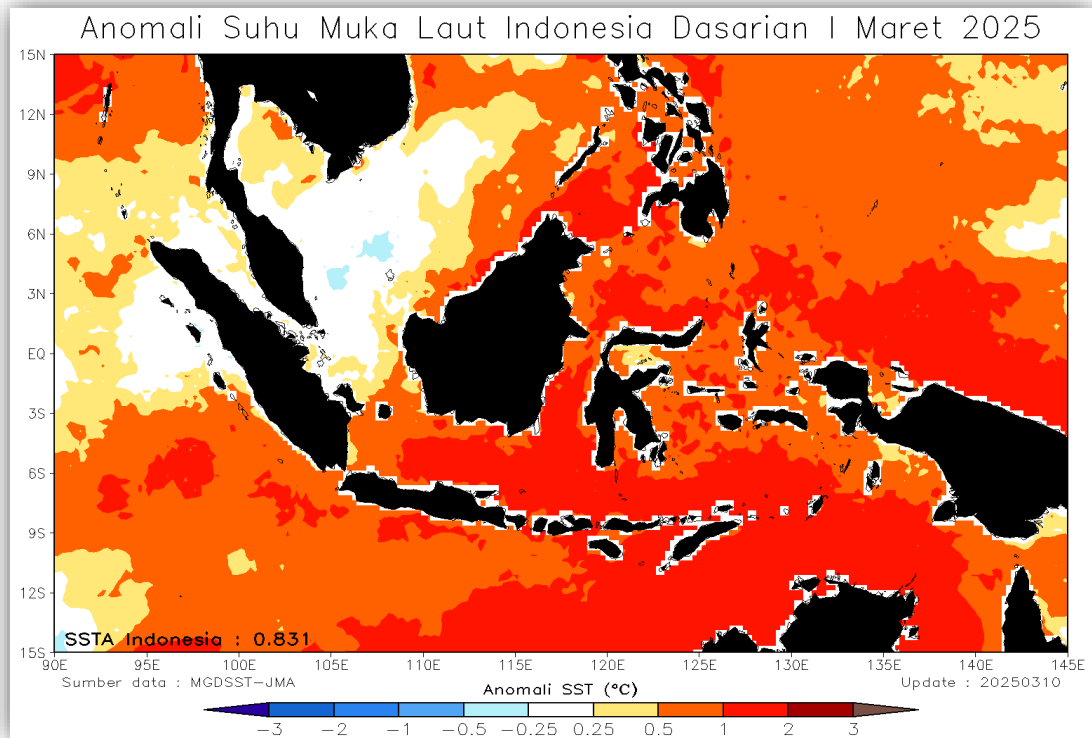 Anomali Suhu Muka Laut Indonesia Dasarian I Maret 2025
15N
12N
9N
6N
3N
EQ
3S
6S
9S
12S
15S
SSTA Indonesia : 0.831
90E 95E 100E 105E 110E 115E 120E 125E 130E 135E 140E 145E
Sumber data : MGDSST-JMA
Anomali SST (°C)
Update : 20250310
-3 -2 -1 -0.5 -0.25 0.25 0.5 1 2 3